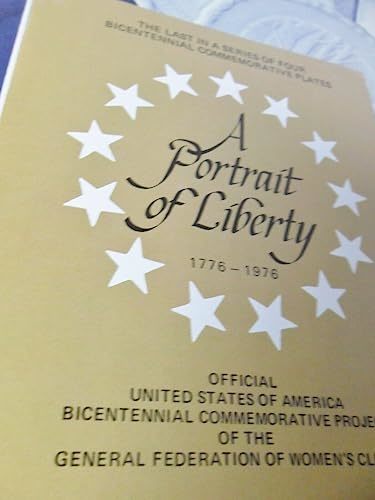 THE LAST IN A SERIES OF FOUR
BICENTENNIAL COMMEMORATIVE PLATES
A
Portrait
of Liberty
1776 – 1976
OFFICIAL
UNITED STATES OF AMERICA
BICENTENNIAL COMMEMORATIVE PROJE
OF THE
GENERAL FEDERATION OF WOMEN'S CL